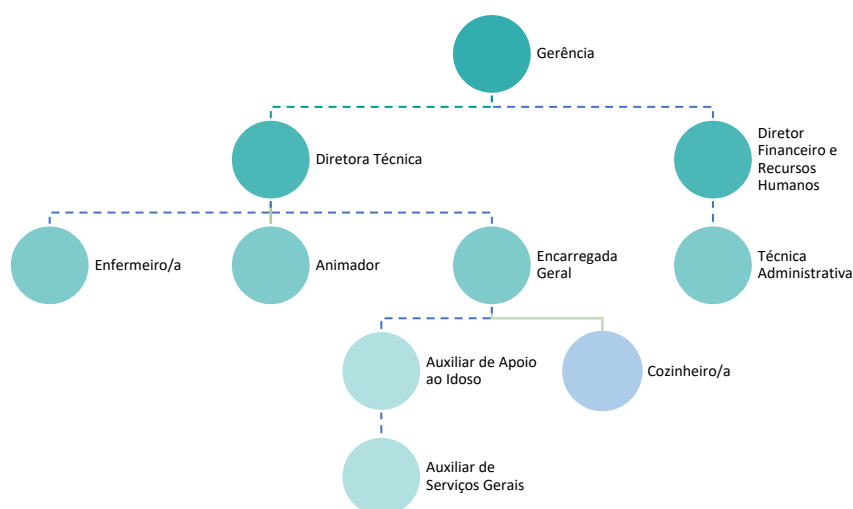 Gerência
Diretora Técnica
Diretor
Financeiro e
Recursos
Humanos
Enfermeiro/a
Animador
Encarregada
Geral
Técnica
Administrativa
Auxiliar de Apoio
ao Idoso
Cozinheiro/a
Auxiliar de
Serviços Gerais